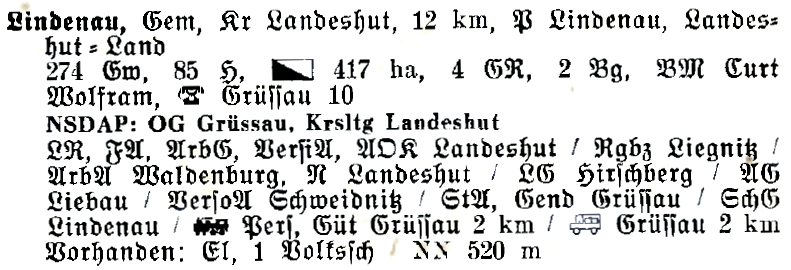 Lindenau, Gem, Kr Landeshut, 12 km, P Lindenau, Landes=
hut = Land
274 Ew, 85 H, 417 ha, 4 GR, 2 Bg, BM Curt
Wolfram, ☎ Grüssau 10
NSDAP: OG Grüssau, Krsltg Landeshut
LR, FA, ArbG, VersiA, AOK Landeshut / Rgbz Liegnitz /
ArbA Waldenburg, N Landeshut / LG Hirschberg / AG
Liebau / VersoA Schweidnitz / StA, Gend Grüssau / SchG
Lindenau / Pers, Güt Grüssau 2 km / Grüssau 2 km
Vorhanden: El, 1 Volkssch / NN 520 m